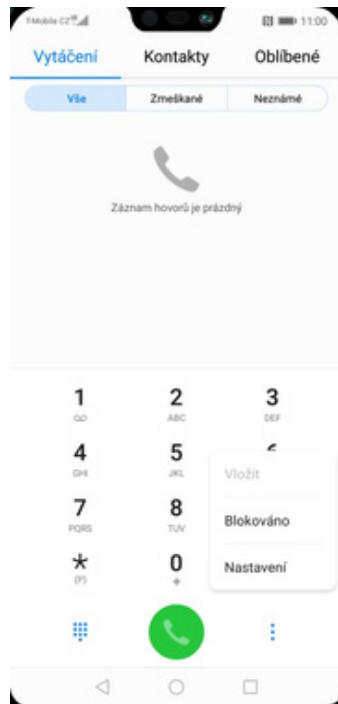 T-Mobile CZ 11:00
Vytáčení Kontakty Oblíbené
Vše Zmeškané Neznámé
Záznam hovorů je prázdný
1 2 3
ABC DEF
4 5
GHI JKL
Vložit
7 8
PQRS TUV
Blokováno
* 0
(P) +
Nastavení